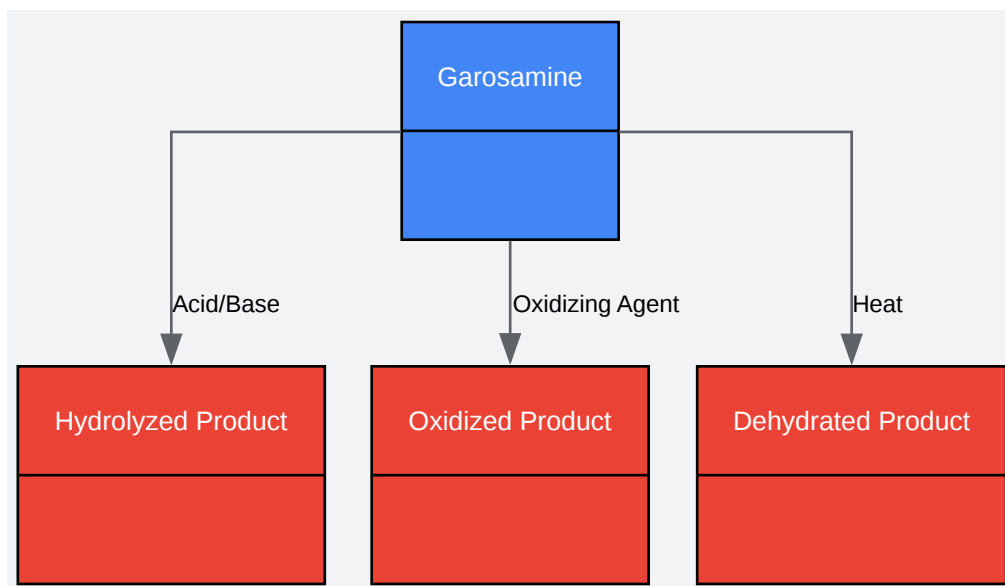 Garosamine
Acid/Base
Oxidizing Agent
Heat
Hydrolyzed Product
Oxidized Product
Dehydrated Product